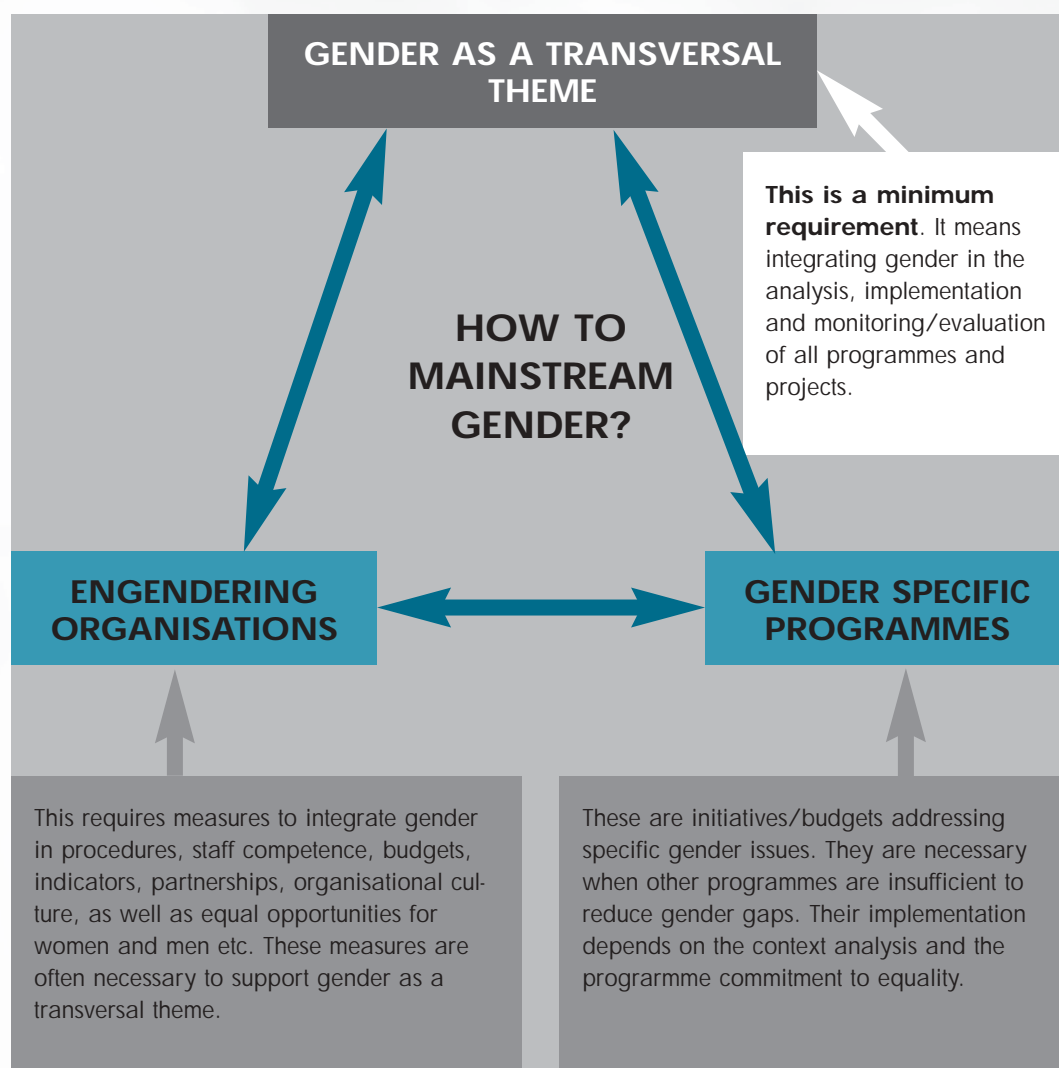 GENDER AS A TRANSVERSAL
THEME
This is a minimum
requirement. It means
integrating gender in the
analysis, implementation
and monitoring/evaluation
of all programmes and
projects.
HOW TO
MAINSTREAM
GENDER?
ENGENDERING
ORGANISATIONS
GENDER SPECIFIC
PROGRAMMES
This requires measures to integrate gender
in procedures, staff competence, budgets,
indicators, partnerships, organisational cul-
ture, as well as equal opportunities for
women and men etc. These measures are
often necessary to support gender as a
transversal theme.
These are initiatives/budgets addressing
specific gender issues. They are necessary
when other programmes are insufficient to
reduce gender gaps. Their implementation
depends on the context analysis and the
programme commitment to equality.